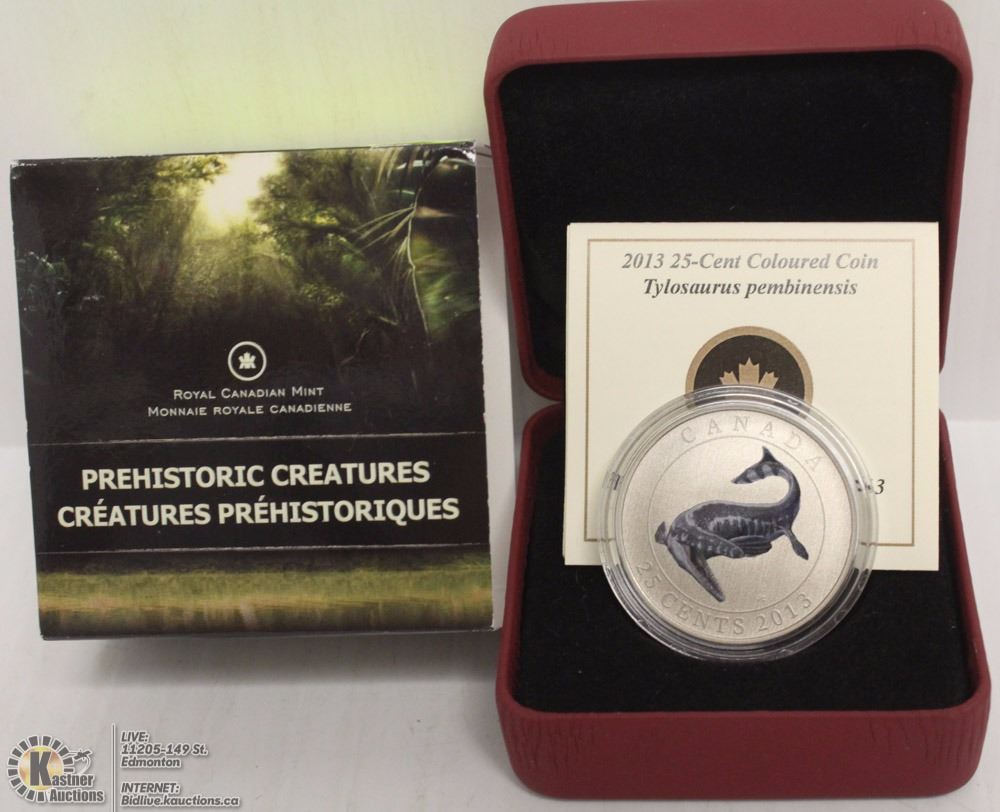 ROYAL CANADIAN MINT
MONNAIE ROYALE CANADIENNE
PREHISTORIC CREATURES
CRÉATURES PRÉHISTORIQUES
2013 25-Cent Coloured Coin
Tylosaurus pembinensis
CANADA
25 CENTS 2013
Kastner
Auctions
LIVE:
11205-149 St.
Edmonton
INTERNET:
Bidlive.kauctions.ca